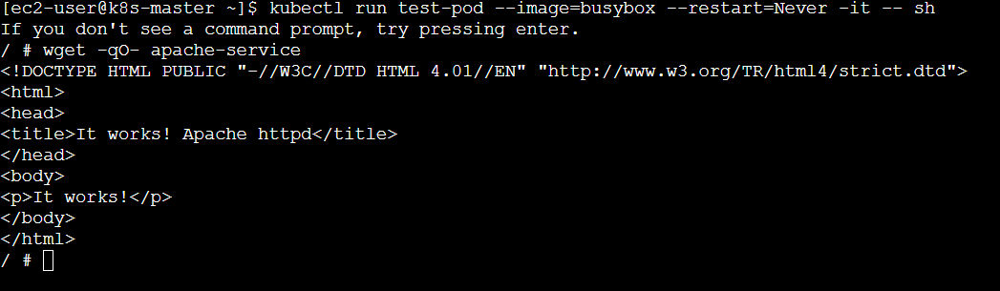 [ec2-user@k8s-master ~]$ kubectl run test-pod --image=busybox --restart=Never -it -- sh
If you don't see a command prompt, try pressing enter.
/ # wget -qO- apache-service
<!DOCTYPE HTML PUBLIC "-//W3C//DTD HTML 4.01//EN" "http://www.w3.org/TR/html4/strict.dtd">
<html>
<head>
<title>It works! Apache httpd</title>
</head>
<body>
<p>It works!</p>
</body>
</html>
/ #